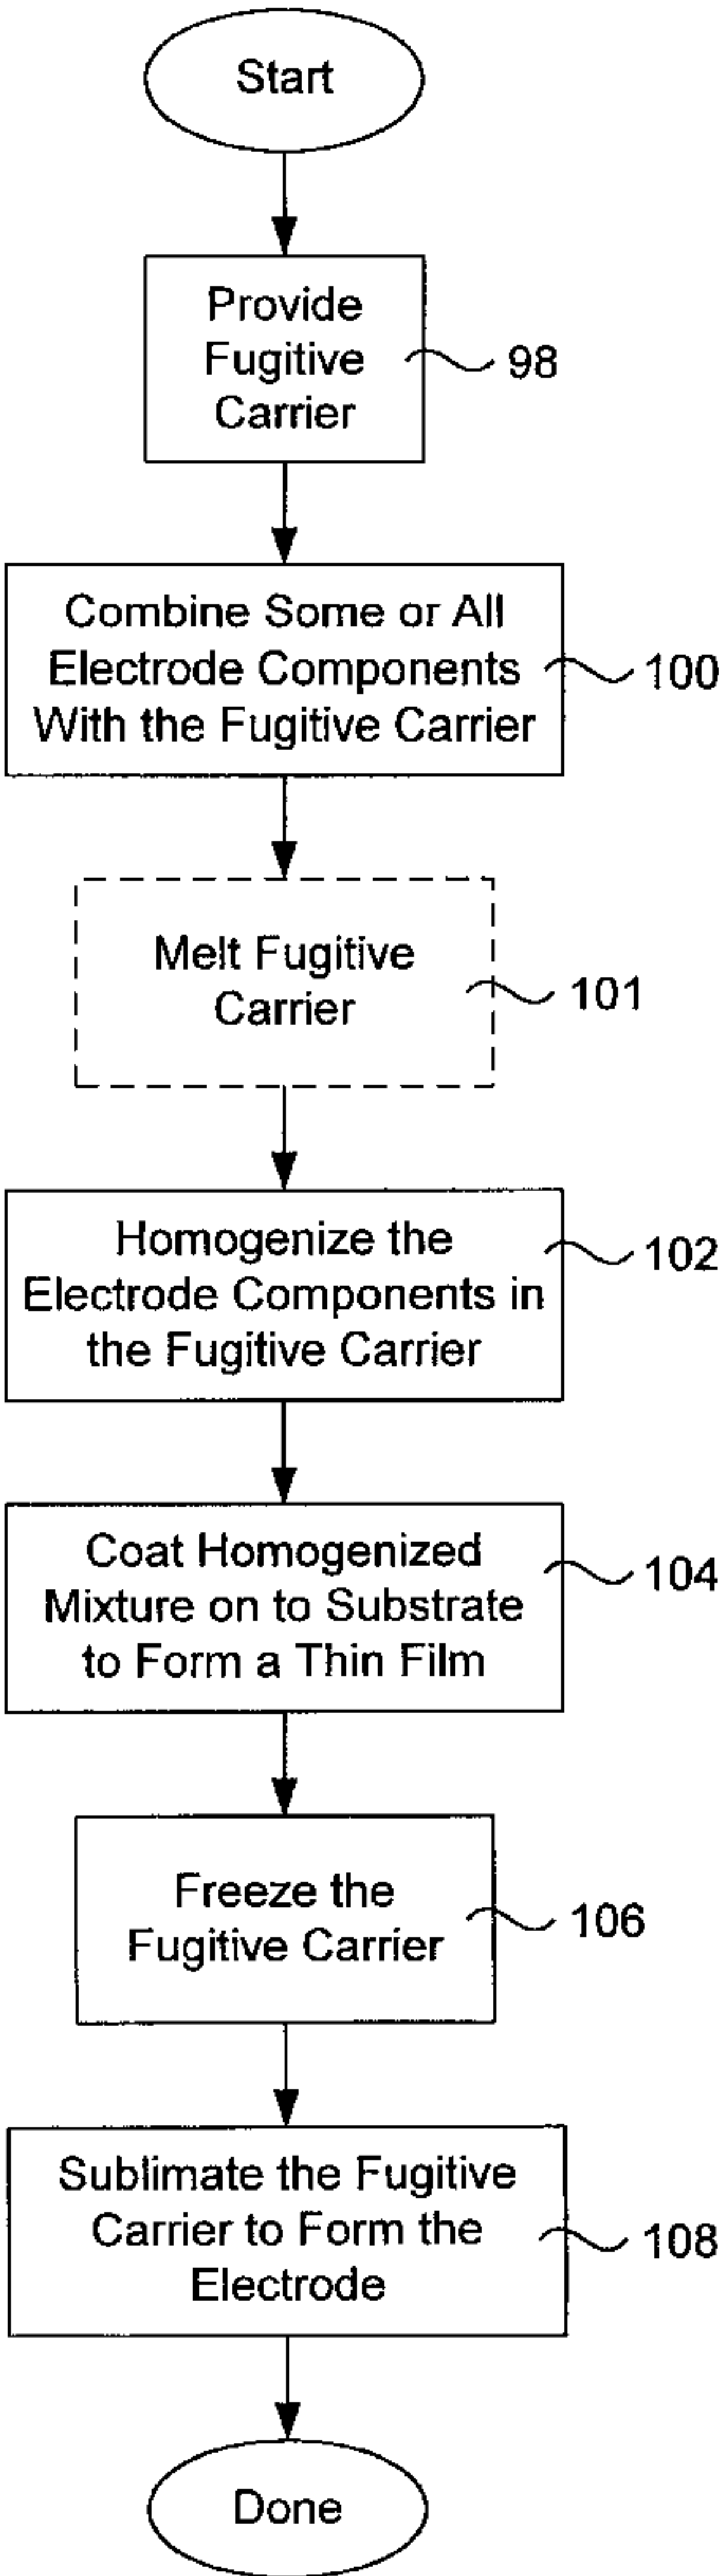 Start
Provide
Fugitive
Carrier
98
Combine Some or All
Electrode Components
With the Fugitive Carrier
100
Melt Fugitive
Carrier
101
Homogenize the
Electrode Components in
the Fugitive Carrier
102
Coat Homogenized
Mixture on to Substrate
to Form a Thin Film
104
Freeze the
Fugitive Carrier
106
Sublimate the Fugitive
Carrier to Form the
Electrode
108
Done